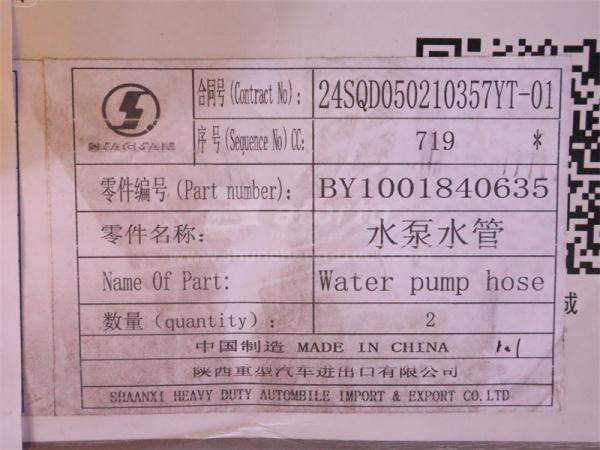 合同号(Contract No): 24SQD050210357YT-01
SHACMAN
序号(Sequence No)CC: 719 *
零件编号(Part number): BY1001840635
零件名称: 水泵水管
Name Of Part: Water pump hose
成
数量(quantity): 2
中国制造 MADE IN CHINA
陕西重型汽车进出口有限公司
SHAANXI HEAVY DUTY AUTOMBILE IMPORT & EXPORT CO.LTD